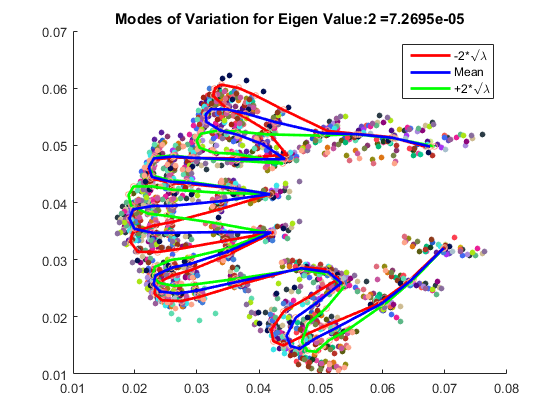 Modes of Variation for Eigen Value:2 =7.2695e-05
0.07
0.06
0.05
0.04
0.03
0.02
0.01
-2*√λ
Mean
+2*√λ
0.01 0.02 0.03 0.04 0.05 0.06 0.07 0.08